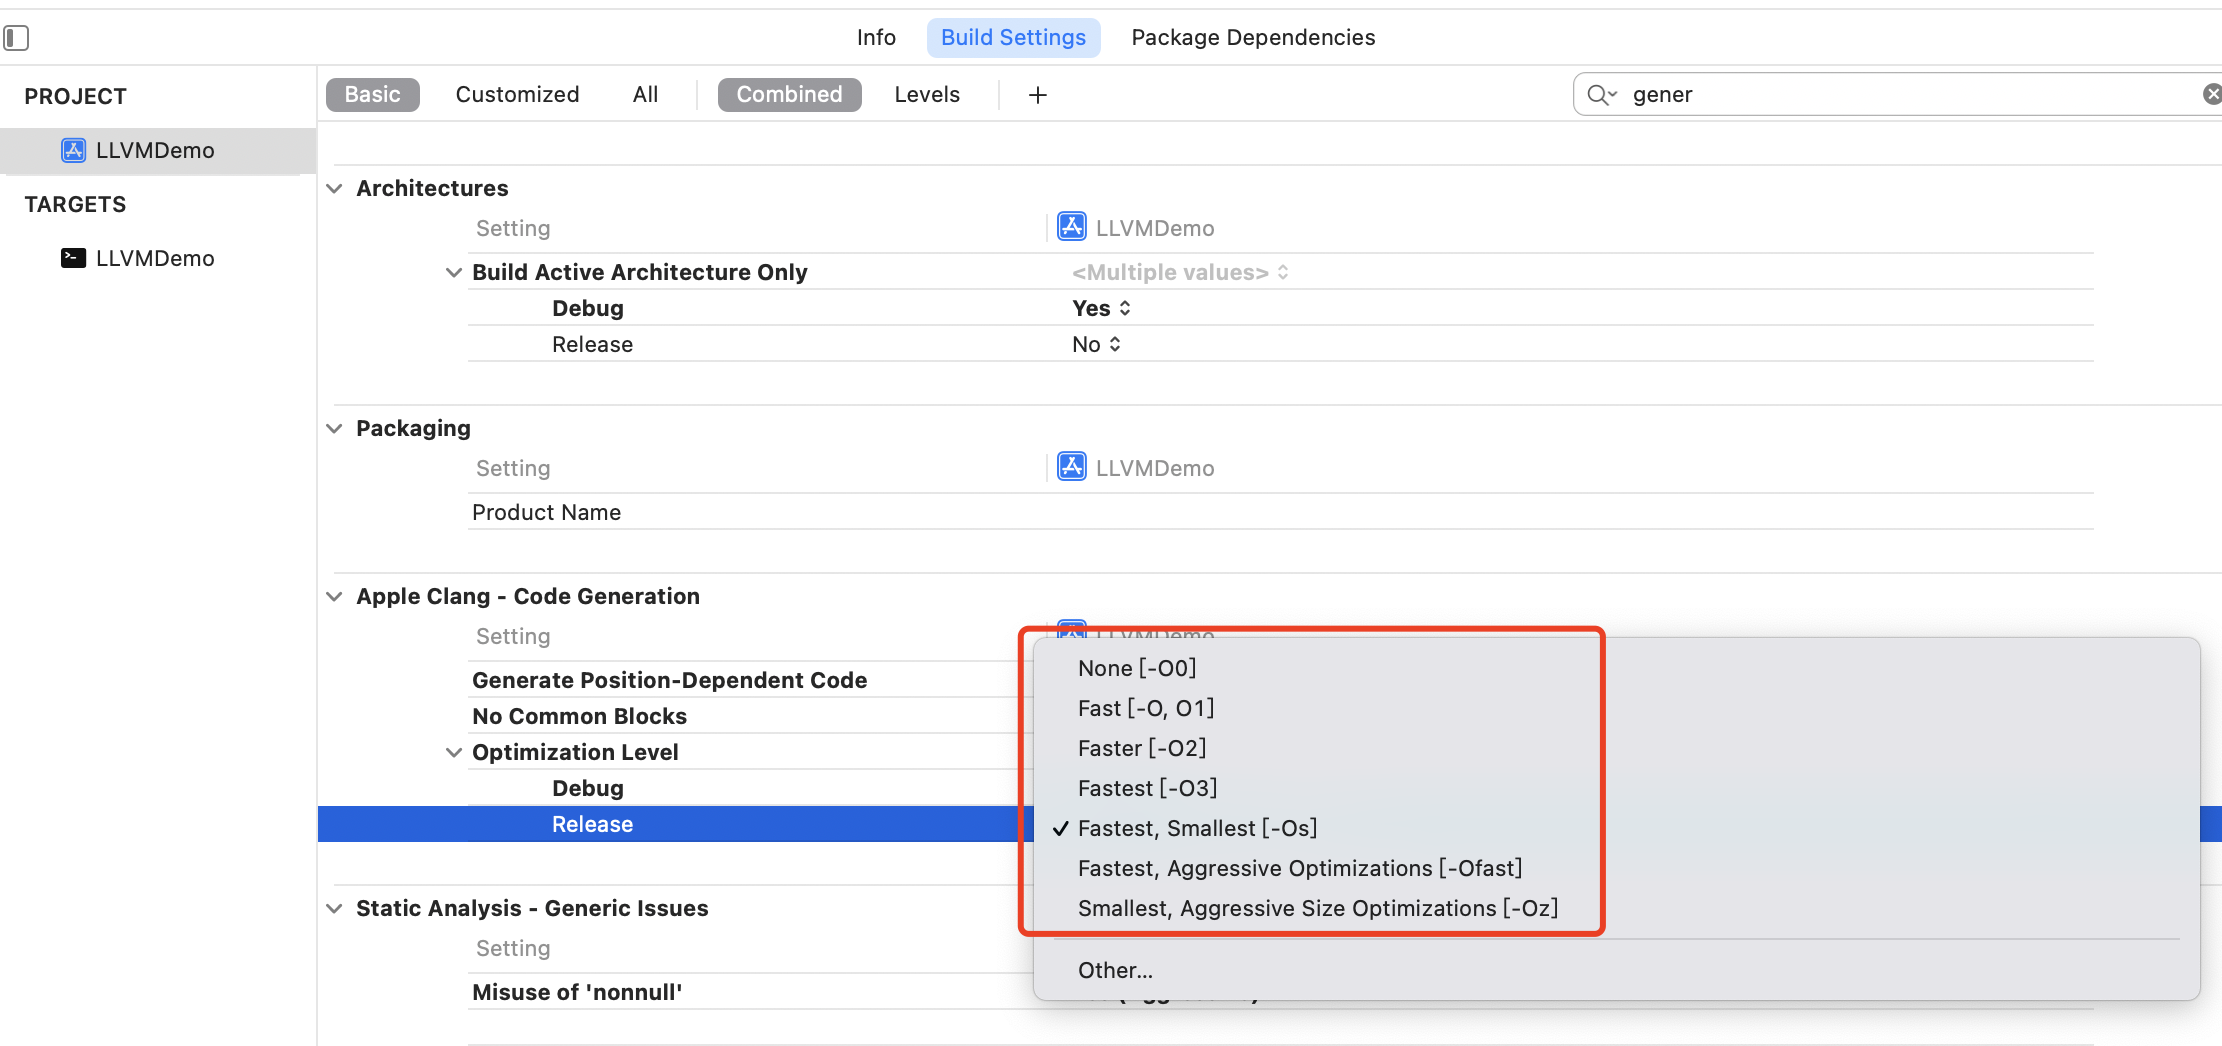 Info Build Settings Package Dependencies
PROJECT
LLVMDemo
TARGETS
LLVMDemo
Basic Customized All Combined Levels + gener
Architectures
Setting LLVMDemo
Build Active Architecture Only <Multiple values>
Debug Yes
Release No
Packaging
Setting LLVMDemo
Product Name
Apple Clang - Code Generation
Setting LLVMDemo
Generate Position-Dependent Code
No Common Blocks
Optimization Level
Debug
Release
None [-O0]
Fast [-O, O1]
Faster [-O2]
Fastest [-O3]
Fastest, Smallest [-Os]
Fastest, Aggressive Optimizations [-Ofast]
Smallest, Aggressive Size Optimizations [-Oz]
Other...
Static Analysis - Generic Issues
Setting
Misuse of 'nonnull'